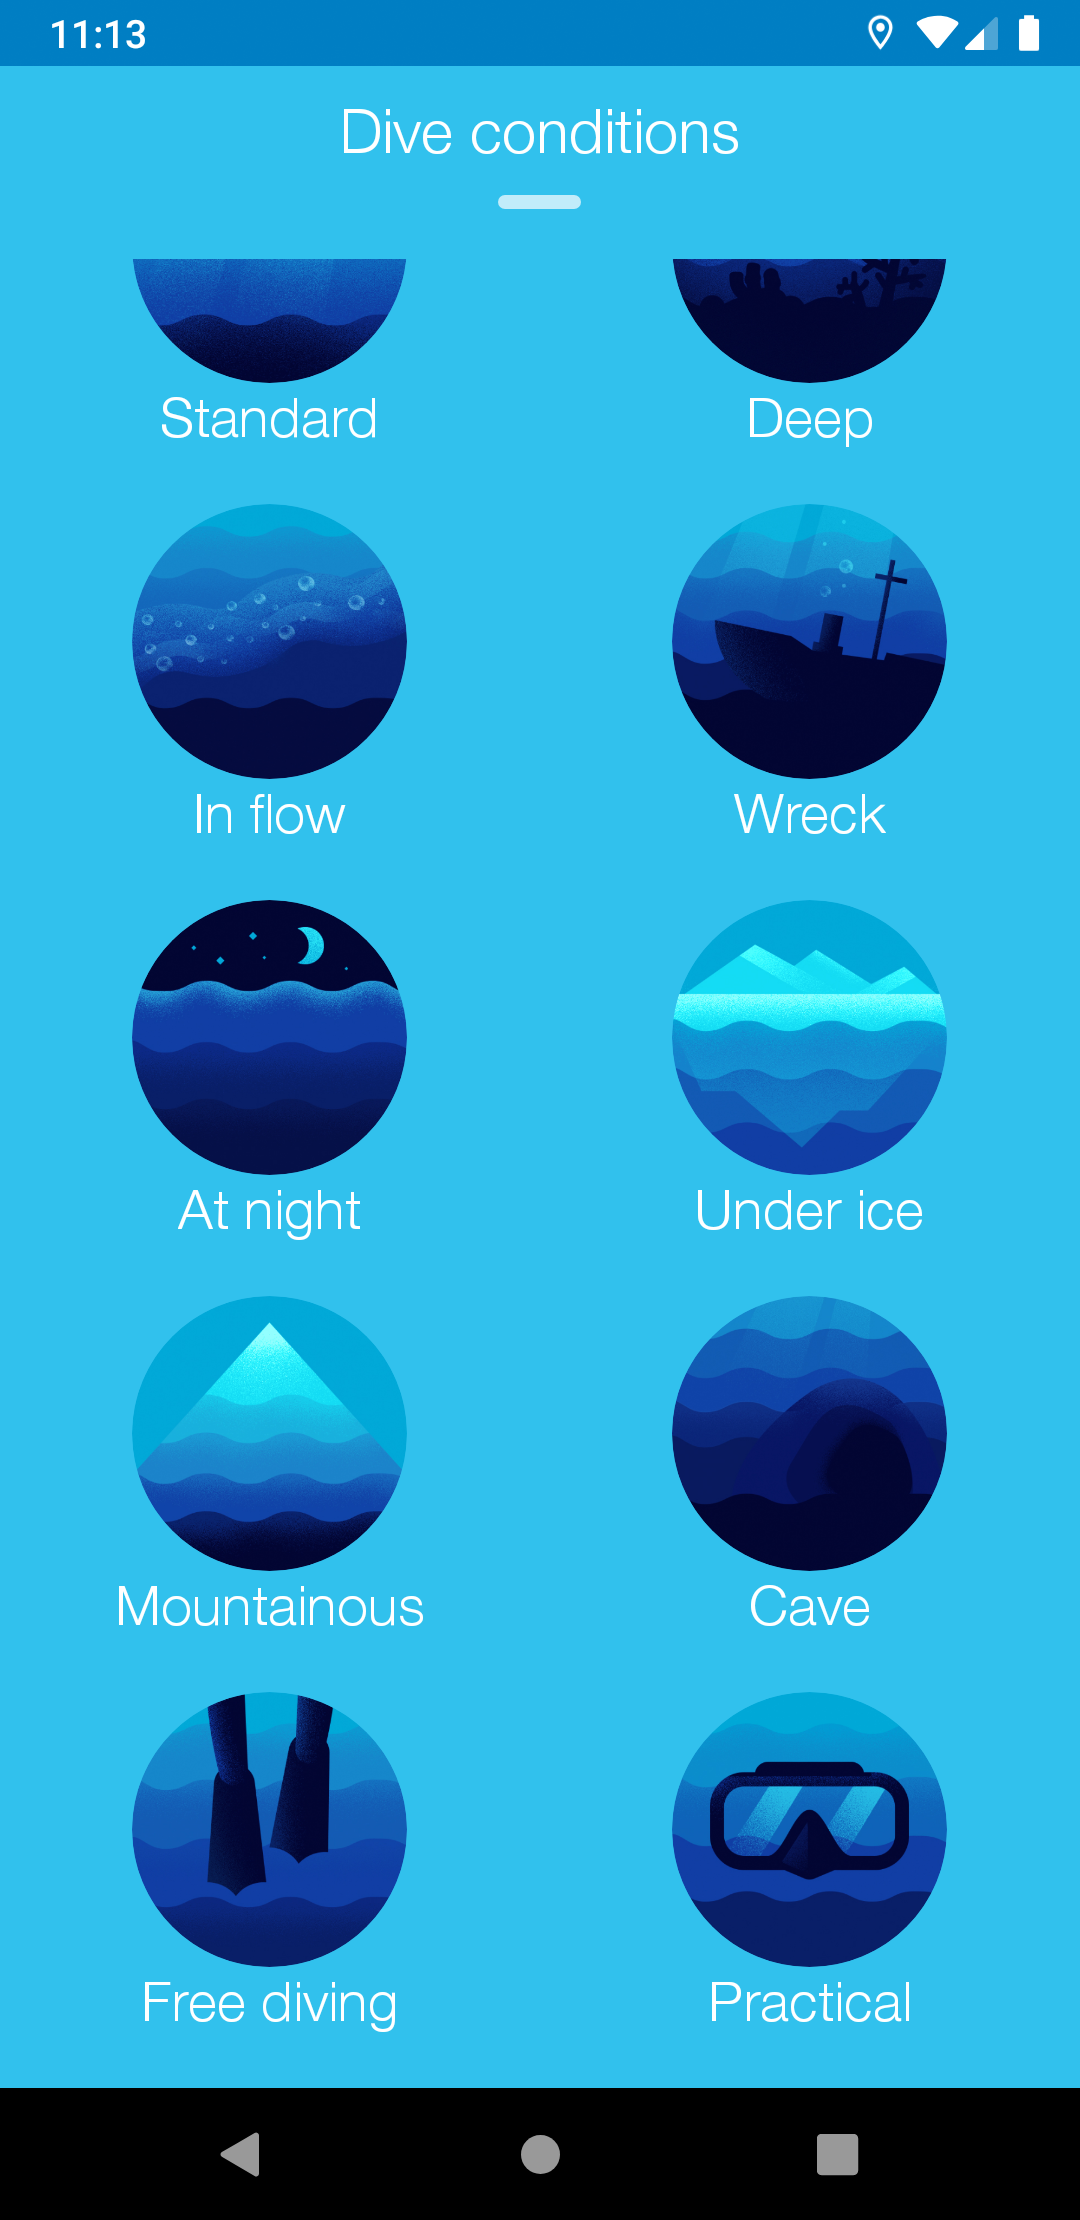 11:13
Dive conditions
Standard
Deep
In flow
Wreck
At night
Under ice
Mountainous
Cave
Free diving
Practical